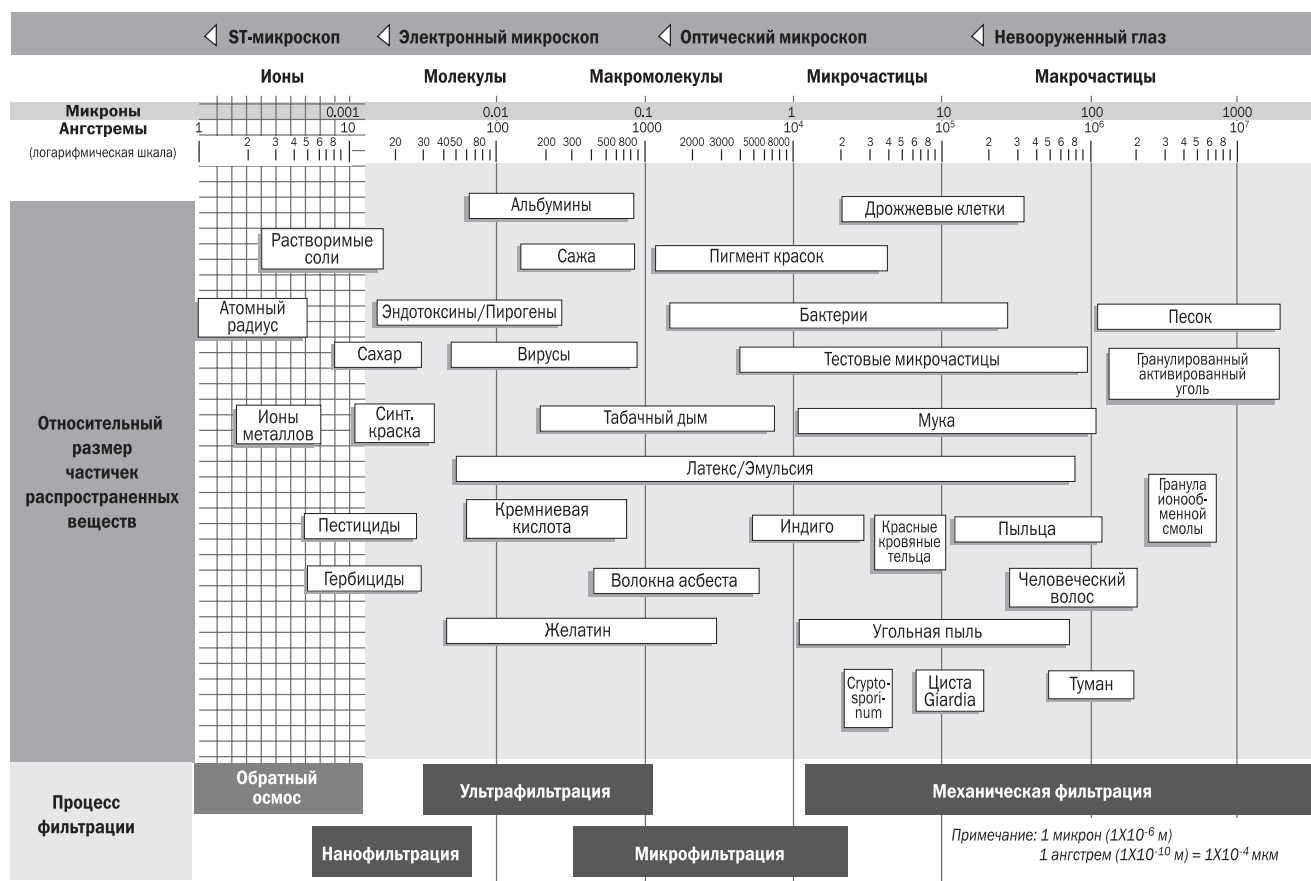 ST-микроскоп Электронный микроскоп Оптический микроскоп Невооруженный глаз
Ионы Молекулы Макромолекулы Микрочастицы Макрочастицы
Микроны 0.001 0.01 0.1 1 10 100 1000
Ангстремы 1 10 100 1000 10⁴ 10⁵ 10⁶ 10⁷
(логарифмическая шкала) 2 3 4 5 6 8 20 30 40 50 80 200 300 500 800 2000 3000 5000 8000 2 3 4 5 6 8 2 3 4 5 6 8 2 3 4 5 6 8
Альбумины
Дрожжевые клетки
Растворимые
соли
Сажа
Пигмент красок
Атомный
радиус
Эндотоксины/Пирогены
Бактерии
Песок
Сахар
Вирусы
Тестовые микрочастицы
Гранулированный
активированный
уголь
Относительный
размер
частичек
распространенных
веществ
Ионы
металлов
Синт.
краска
Табачный дым
Мука
Латекс/Эмульсия
Гранула
ионооб-
менной
смолы
Пестициды
Кремниевая
кислота
Индиго
Красные
кровяные
тельца
Пыльца
Гербициды
Волокна асбеста
Человеческий
волос
Желатин
Угольная пыль
Crypto-
spori-
num
Циста
Giardia
Туман
Процесс
фильтрации
Обратный
осмос
Ультрафильтрация
Механическая фильтрация
Нанофильтрация
Микрофильтрация
Примечание: 1 микрон (1X10⁻⁶ м)
1 ангстрем (1X10⁻¹⁰ м) = 1X10⁻⁴ мкм